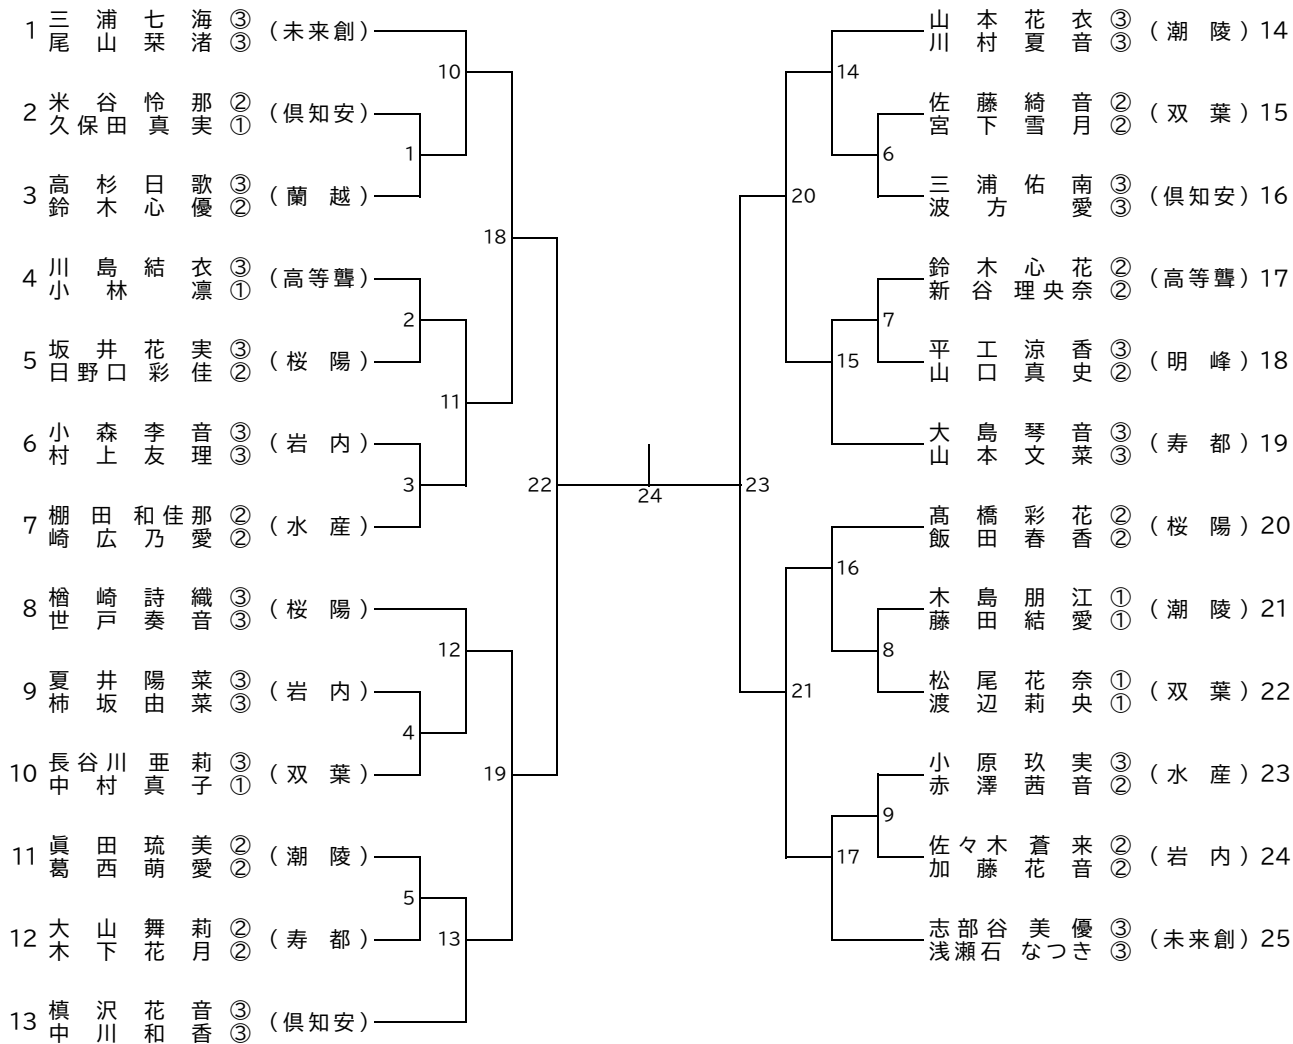 1 三浦七海③ (未来創)
尾山栞渚③
2 米谷怜那② (倶知安)
久保田真実①
3 高杉日歌③ (蘭越)
鈴木心優②
4 川島結衣③ (高等聾)
小林凛①
5 坂井花実③ (桜陽)
日野口彩佳②
6 小森李音③ (岩内)
村上友理③
7 棚田和佳那② (水産)
崎広乃愛②
8 楢崎詩織③ (桜陽)
世戸奏音③
9 夏井陽菜③ (岩内)
柿坂由菜③
10 長谷川亜莉③ (双葉)
中村真子①
11 眞田琉美② (潮陵)
葛西萌愛②
12 大山舞莉② (寿都)
木下花月②
13 槙沢花音③ (倶知安)
中川和香③
10
1
18
2
11
3
22
12
4
19
5
13
24
14
6
20
7
15
23
16
8
21
9
17
山本花衣③ (潮陵) 14
川村夏音③
佐藤綺音② (双葉) 15
宮下雪月②
三浦佑南③ (倶知安) 16
波方愛③
鈴木心花② (高等聾) 17
新谷理央奈②
平工涼香③ (明峰) 18
山口真史②
大島琴音③ (寿都) 19
山本文菜③
髙橋彩花② (桜陽) 20
飯田春香②
木島朋江① (潮陵) 21
藤田結愛①
松尾花奈① (双葉) 22
渡辺莉央①
小原玖実③ (水産) 23
赤澤茜音②
佐々木蒼来② (岩内) 24
加藤花音②
志部谷美優③ (未来創) 25
浅瀬石なつき③